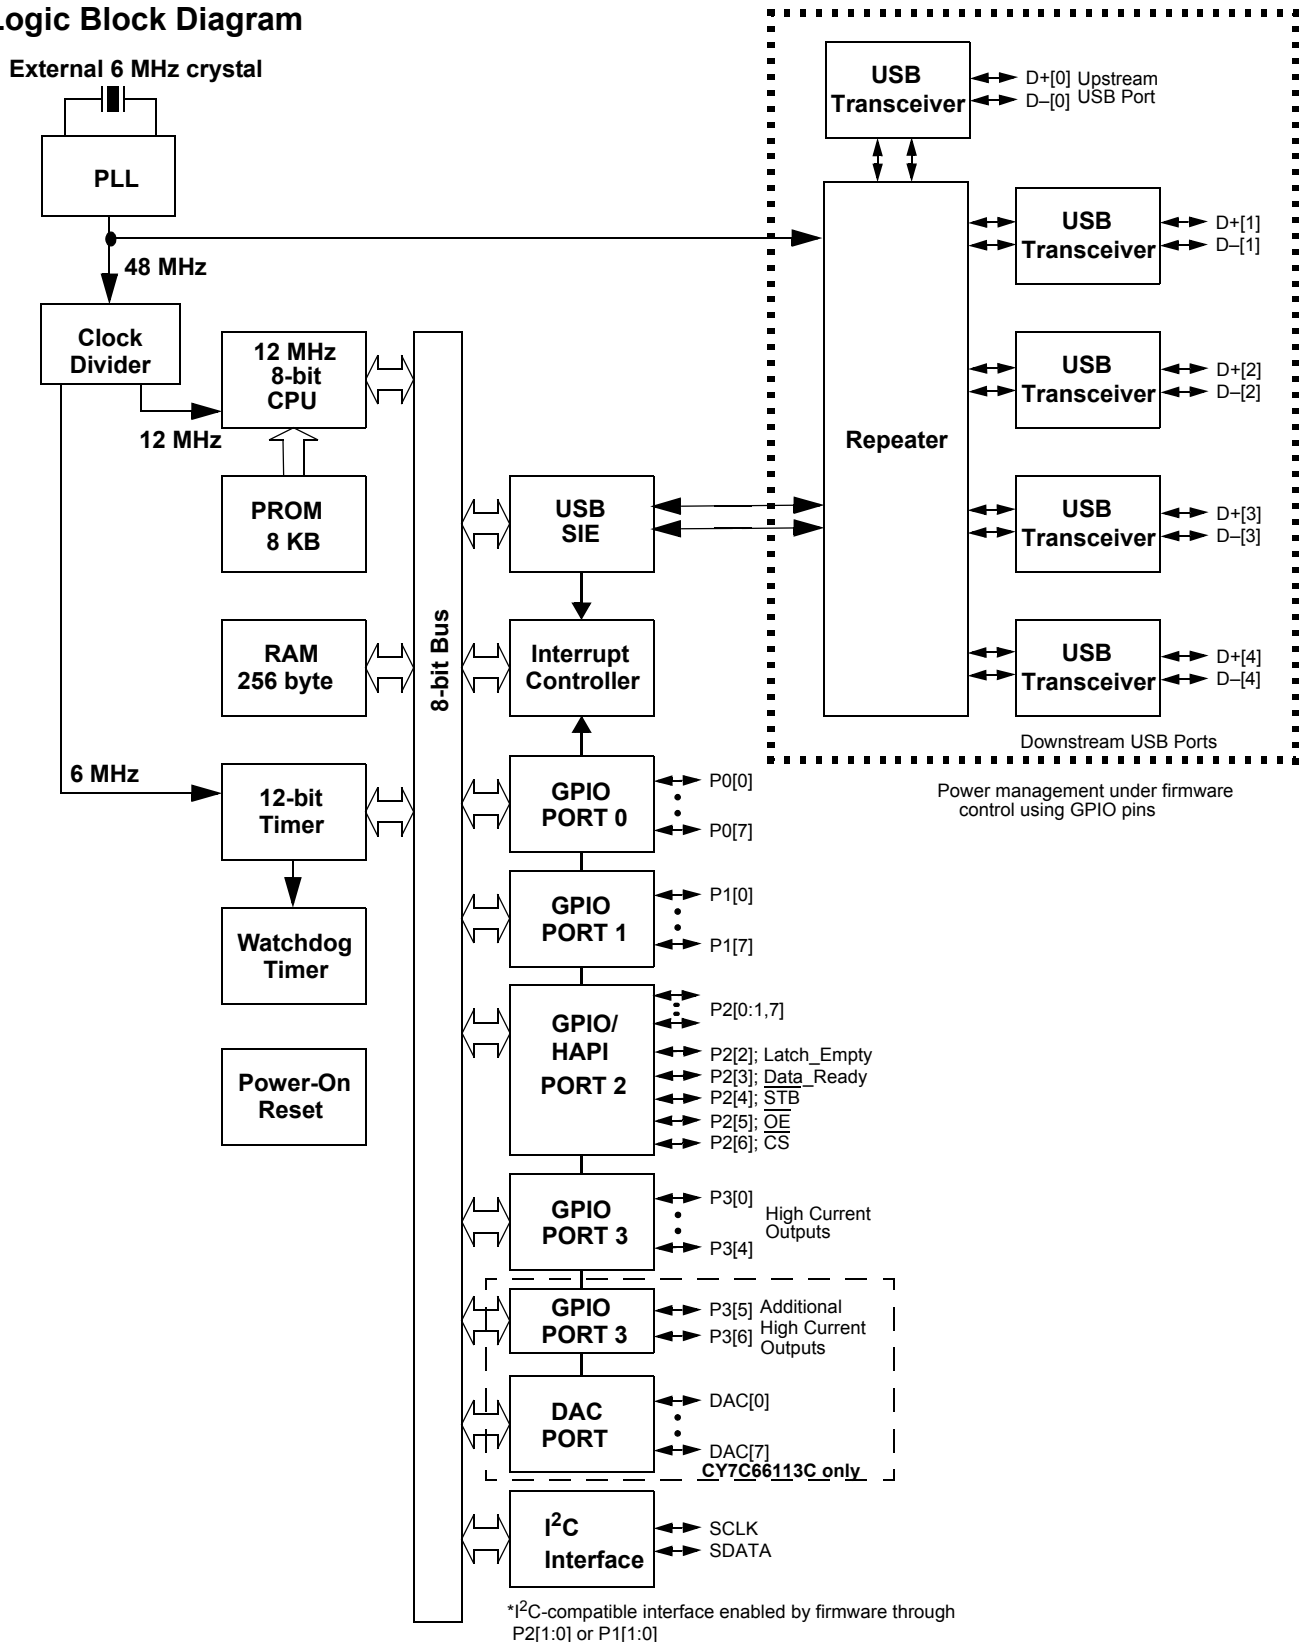 Logic Block Diagram
External 6 MHz crystal
PLL
48 MHz
Clock
Divider
12 MHz
6 MHz
12 MHz
8-bit
CPU
PROM
8 KB
RAM
256 byte
12-bit
Timer
Watchdog
Timer
Power-On
Reset
8-bit Bus
USB
SIE
Interrupt
Controller
GPIO
PORT 0
P0[0]
P0[7]
GPIO
PORT 1
P1[0]
P1[7]
GPIO/
HAPI
PORT 2
P2[0:1,7]
P2[2]; Latch_Empty
P2[3]; Data_Ready
P2[4]; STB
P2[5]; OE
P2[6]; CS
GPIO
PORT 3
P3[0]
P3[4]
High Current
Outputs
GPIO
PORT 3
P3[5] Additional
P3[6] High Current
Outputs
DAC
PORT
DAC[0]
DAC[7]
CY7C66113C only
I²C
Interface
SCLK
SDATA
*I²C-compatible interface enabled by firmware through
P2[1:0] or P1[1:0]
USB
Transceiver
D+[0] Upstream
D–[0] USB Port
Repeater
USB
Transceiver
D+[1]
D–[1]
USB
Transceiver
D+[2]
D–[2]
USB
Transceiver
D+[3]
D–[3]
USB
Transceiver
D+[4]
D–[4]
Downstream USB Ports
Power management under firmware
control using GPIO pins